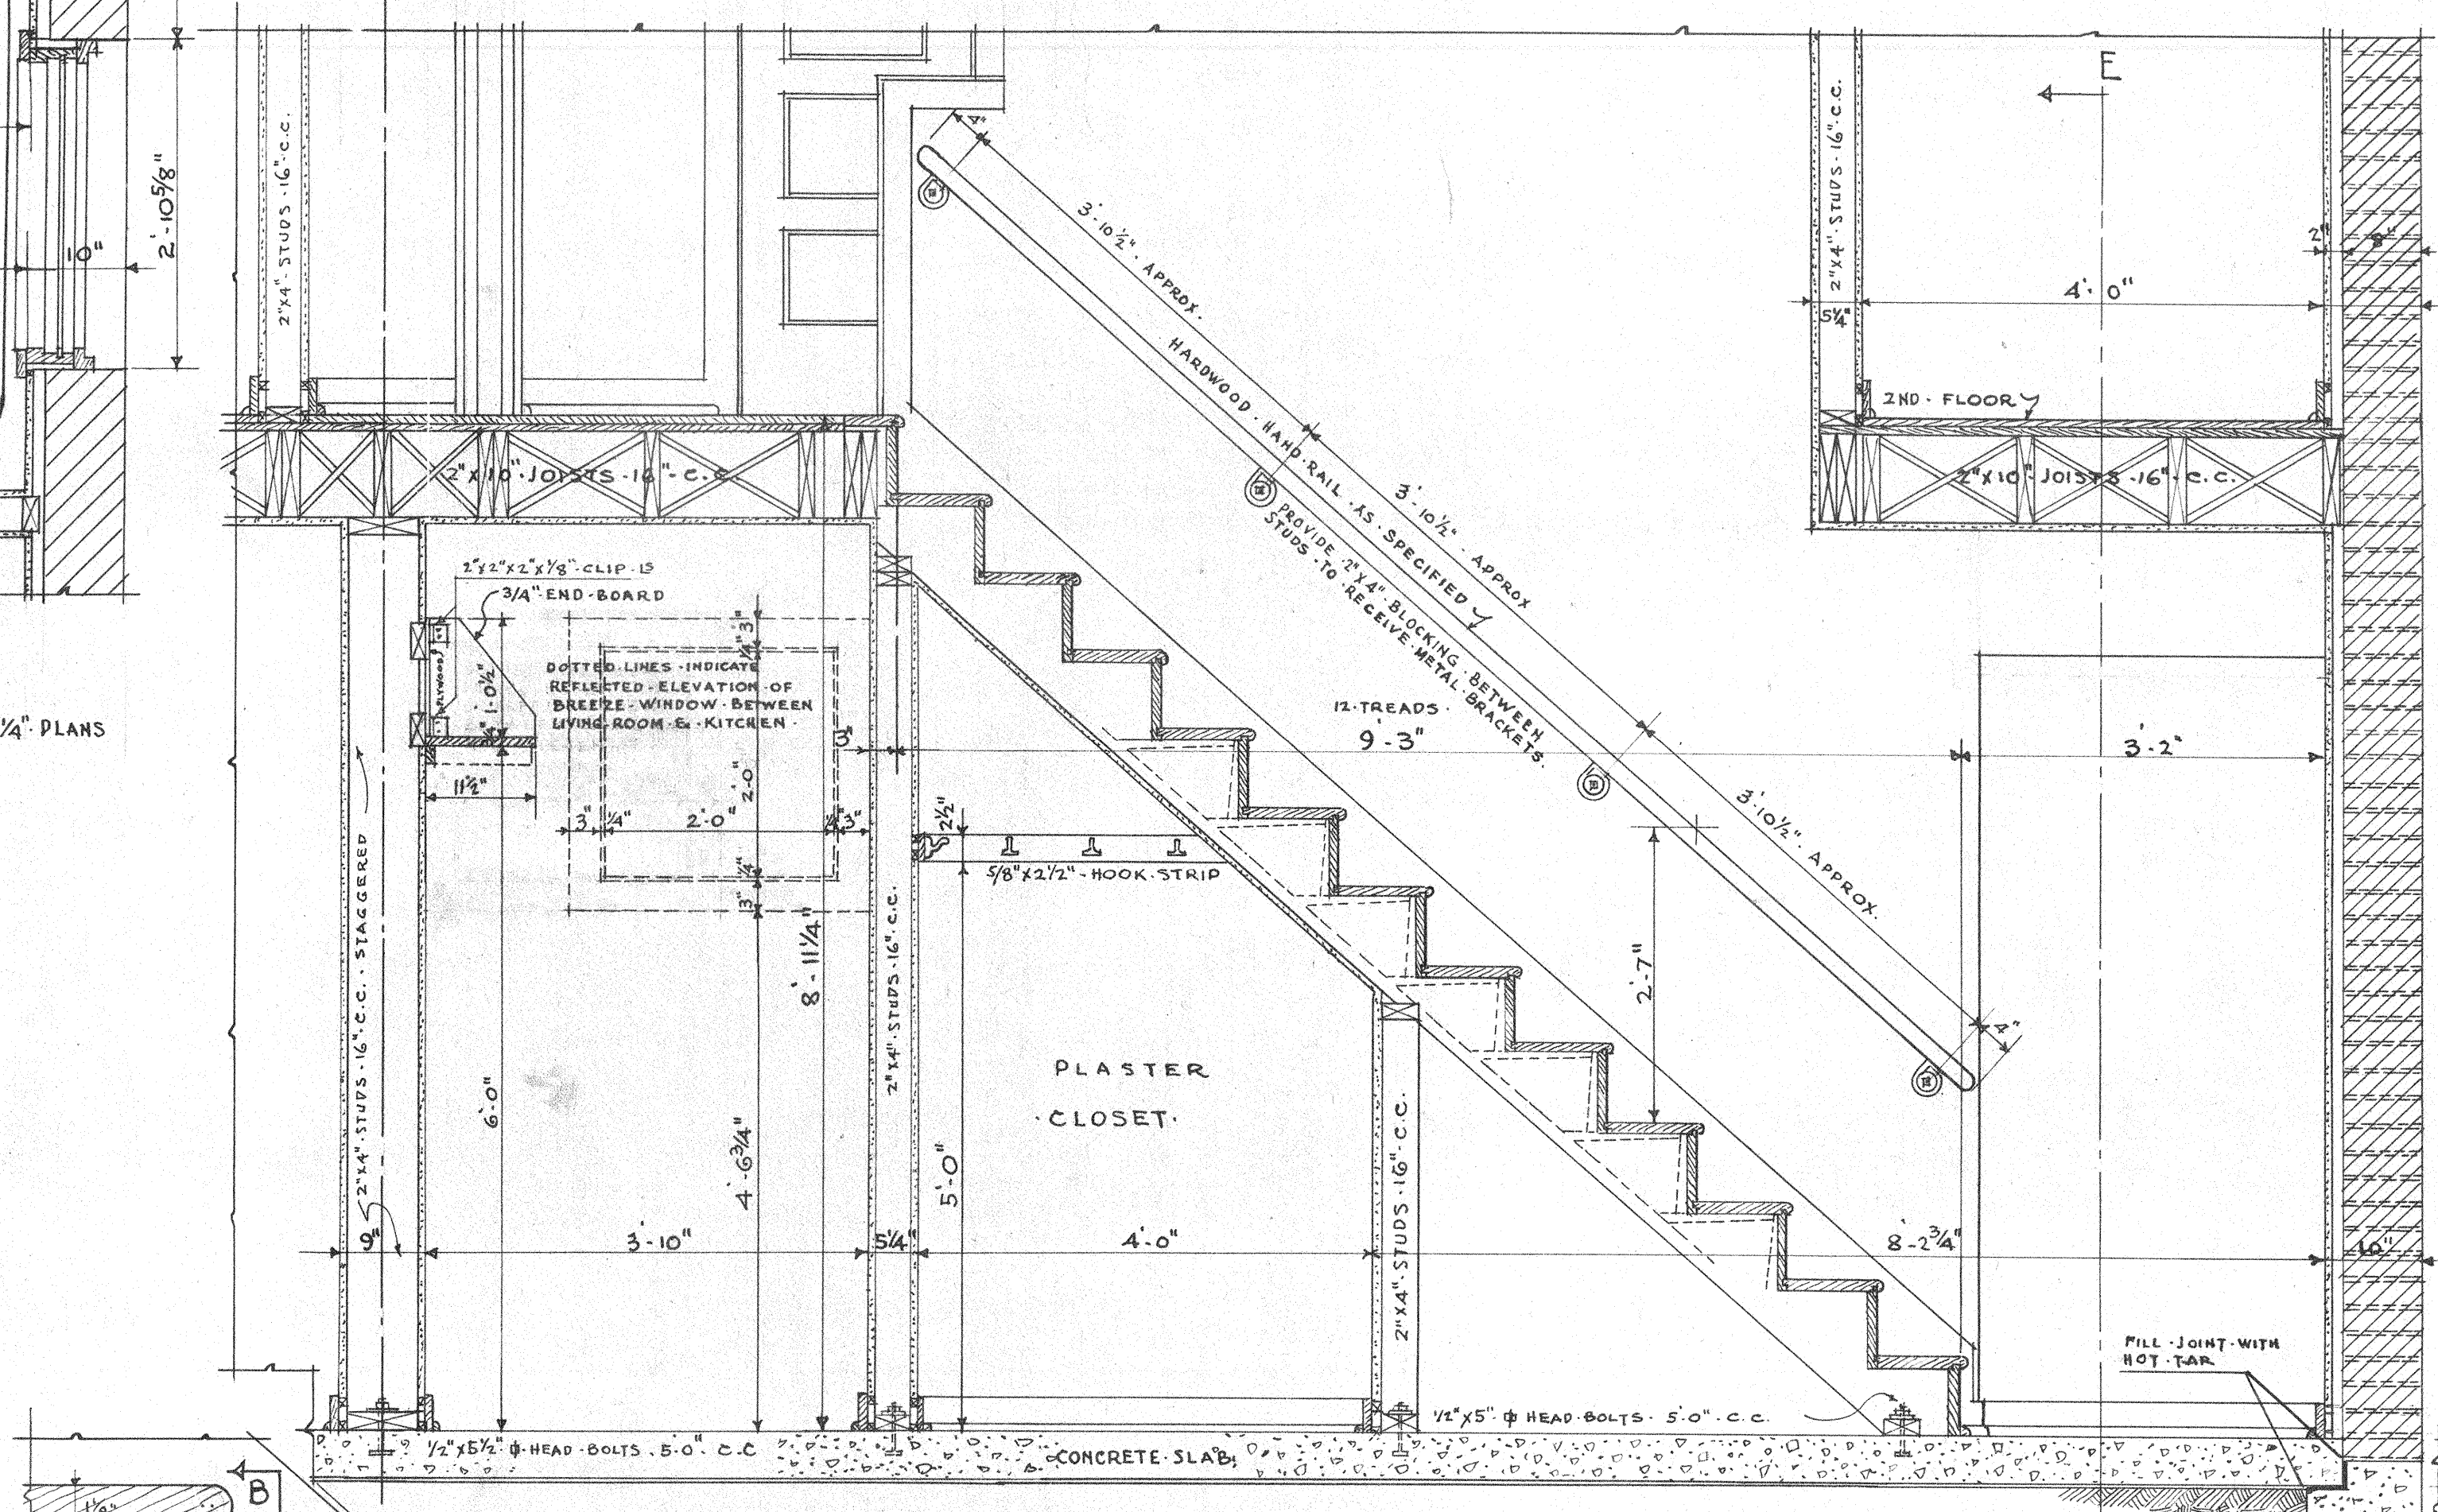 10"
2'-10 5/8"
2"X4"·STUDS·16"·C.C.
4"
3'-10 1/2"·APPROX.
HARDWOOD·HAND·RAIL·AS·SPECIFIED
3'-10 1/2"·APPROX
PROVIDE·2"X4"·BLOCKING·BETWEEN
STUDS·TO·RECEIVE·METAL·BRACKETS.
3'-10 1/2"·APPROX.
4"
2"X4"·STUDS·16"·C.C.
E
2"
8"
4'-0"
5 1/4"
2ND·FLOOR
2"X10"·JOISTS·16"·C.C.
2"X10"·JOISTS·16"·C.C.
2"X2"X2"X1/8"·CLIP·LS
3/4"·END·BOARD
PLYWOOD
1'-0 1/2"
3/4"
11 1/2"
DOTTED·LINES·INDICATE
REFLECTED·ELEVATION·OF
BREEZE·WINDOW·BETWEEN
LIVING·ROOM·&·KITCHEN·
3"
1/4"
2'-0"
1/4"
3"
3"
1/4"
2'-0"
1/4"
3"
3"
1/4"·PLANS
12·TREADS·
9'-3"
3'-2"
2 1/2"
5/8"X2 1/2"·HOOK·STRIP
2'-7"
2"X4"·STUDS·16"·C.C.·STAGGERED
6'-0"
4'-6 3/4"
8'-11 1/4"
2"X4"·STUDS·16"·C.C.
5'-0"
PLASTER
·CLOSET·
2"X4"·STUDS·16"·C.C.
9"
3'-10"
5 1/4"
4'-0"
8'-2 3/4"
10"
FILL·JOINT·WITH
HOT·TAR
1/2"X5"·HEAD·BOLTS·5'-0"·C.C.
1/2"X5 1/2"·HEAD·BOLTS·5'-0"·C.C
CONCRETE·SLAB
B